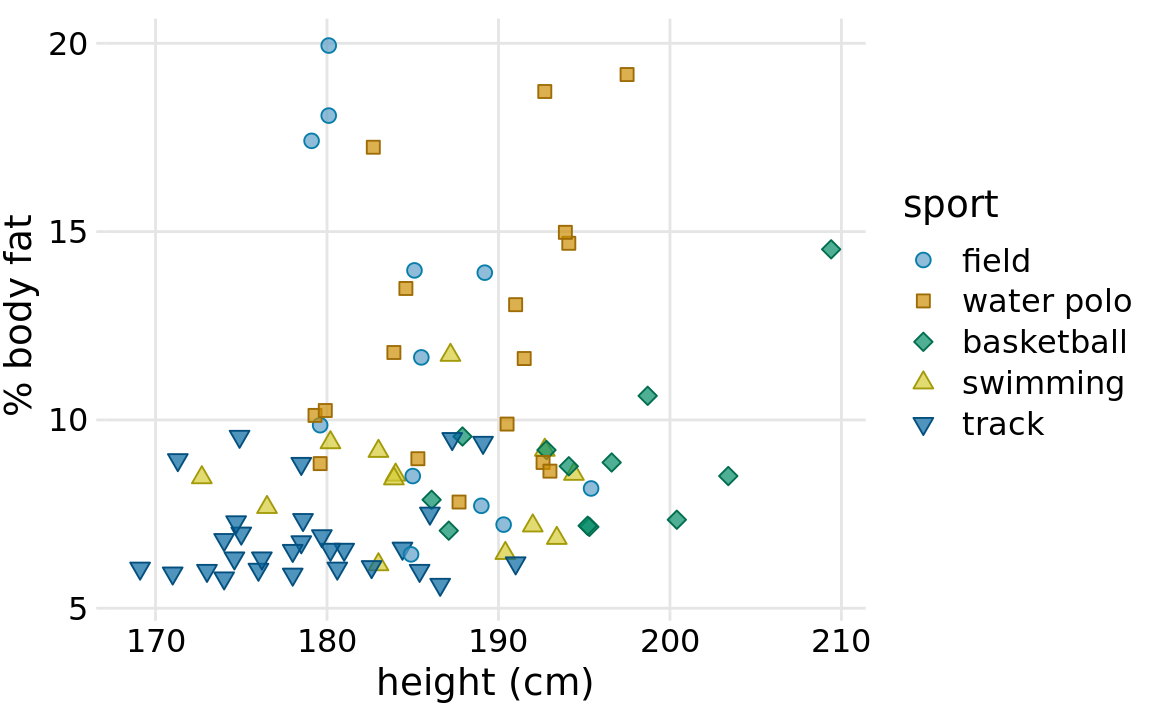 20
15
10
5
% body fat
170 180 190 200 210
height (cm)
sport
field
water polo
basketball
swimming
track